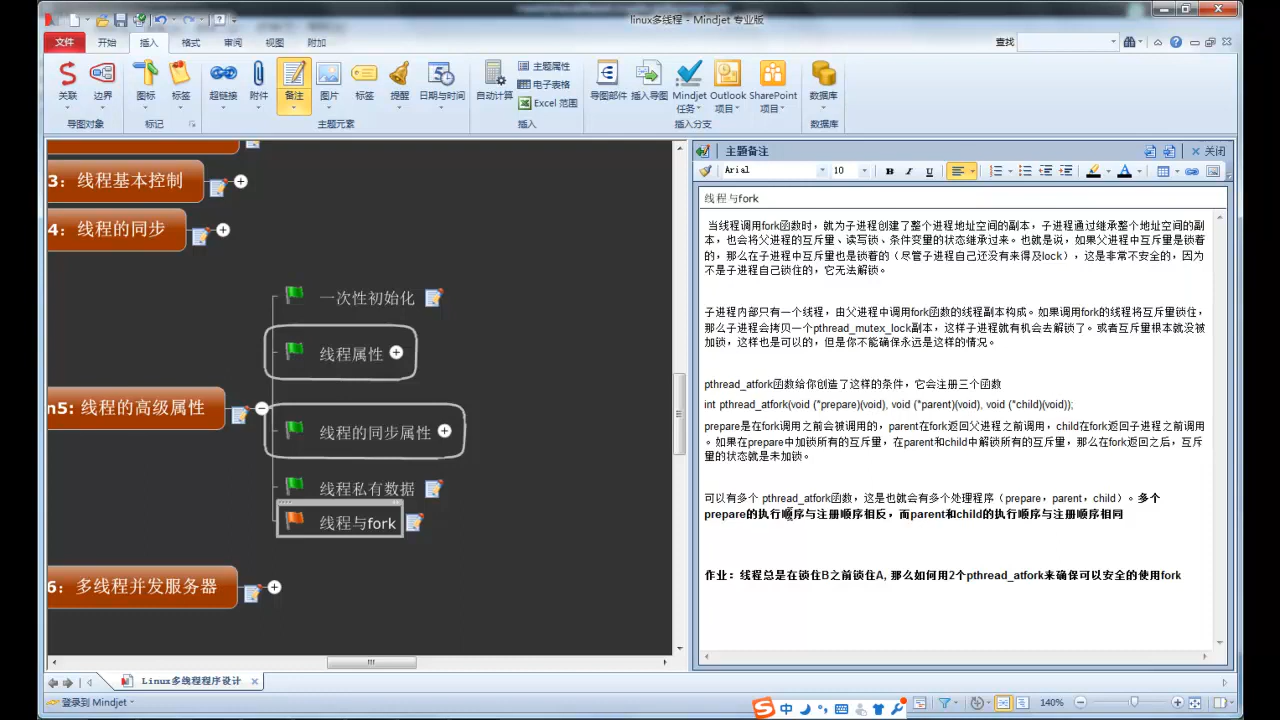 linux多线程 - Mindjet 专业版
文件 开始 插入 格式 审阅 视图 附加 查找
关联 边界 图标 标签 超链接 附件 备注 图片 标签 提醒 日期与时间 自动计算 主题属性 电子表格 Excel 范围 导图部件 插入导图 Mindjet 任务 Outlook 项目 SharePoint 项目 数据库
导图对象 标记 主题元素 插入 插入分支 数据库
3：线程基本控制
4：线程的同步
一次性初始化
线程属性
n5: 线程的高级属性
线程的同步属性
线程私有数据
线程与fork
6：多线程并发服务器
主题备注 关闭
Arial 10 B I U A
线程与fork
当线程调用fork函数时，就为子进程创建了整个进程地址空间的副本，子进程通过继承整个地址空间的副
本，也会将父进程的互斥量、读写锁、条件变量的状态继承过来。也就是说，如果父进程中互斥量是锁着
的，那么在子进程中互斥量也是锁着的（尽管子进程自己还没有来得及lock），这是非常不安全的，因为
不是子进程自己锁住的，它无法解锁。
子进程内部只有一个线程，由父进程中调用fork函数的线程副本构成。如果调用fork的线程将互斥量锁住，
那么子进程会拷贝一个pthread_mutex_lock副本，这样子进程就有机会去解锁了。或者互斥量根本就没被
加锁，这样也是可以的，但是你不能确保永远是这样的情况。
pthread_atfork函数给你创造了这样的条件，它会注册三个函数
int pthread_atfork(void (*prepare)(void), void (*parent)(void), void (*child)(void));
prepare是在fork调用之前会被调用的，parent在fork返回父进程之前调用，child在fork返回子进程之前调用
。如果在prepare中加锁所有的互斥量，在parent和child中解锁所有的互斥量，那么在fork返回之后，互斥
量的状态就是未加锁。
可以有多个 pthread_atfork函数，这是也就会有多个处理程序（prepare，parent，child）。多个
prepare的执行顺序与注册顺序相反，而parent和child的执行顺序与注册顺序相同
作业：线程总是在锁住B之前锁住A, 那么如何用2个pthread_atfork来确保可以安全的使用fork
Linux多线程程序设计
登录到 Mindjet 中 140%